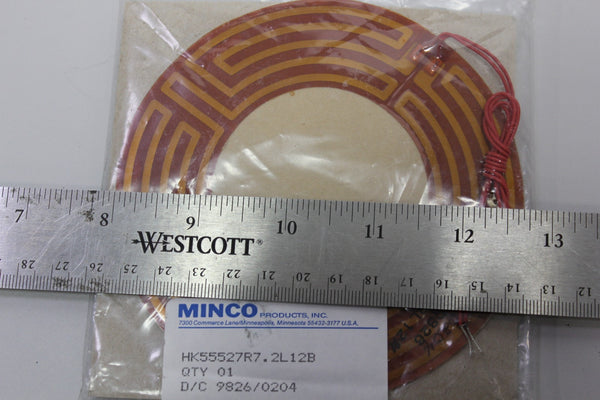 7 8 9 10 11 12 13
WESTCOTT®
28 27 26 25 24 23 22 21 20 19 18 17 16 15 14 13 12
MINCO PRODUCTS, INC.
7300 Commerce Lane/Minneapolis, Minnesota 55432-3177 U.S.A.
HK55527R7.2L12B
QTY 01
D/C 9826/0204